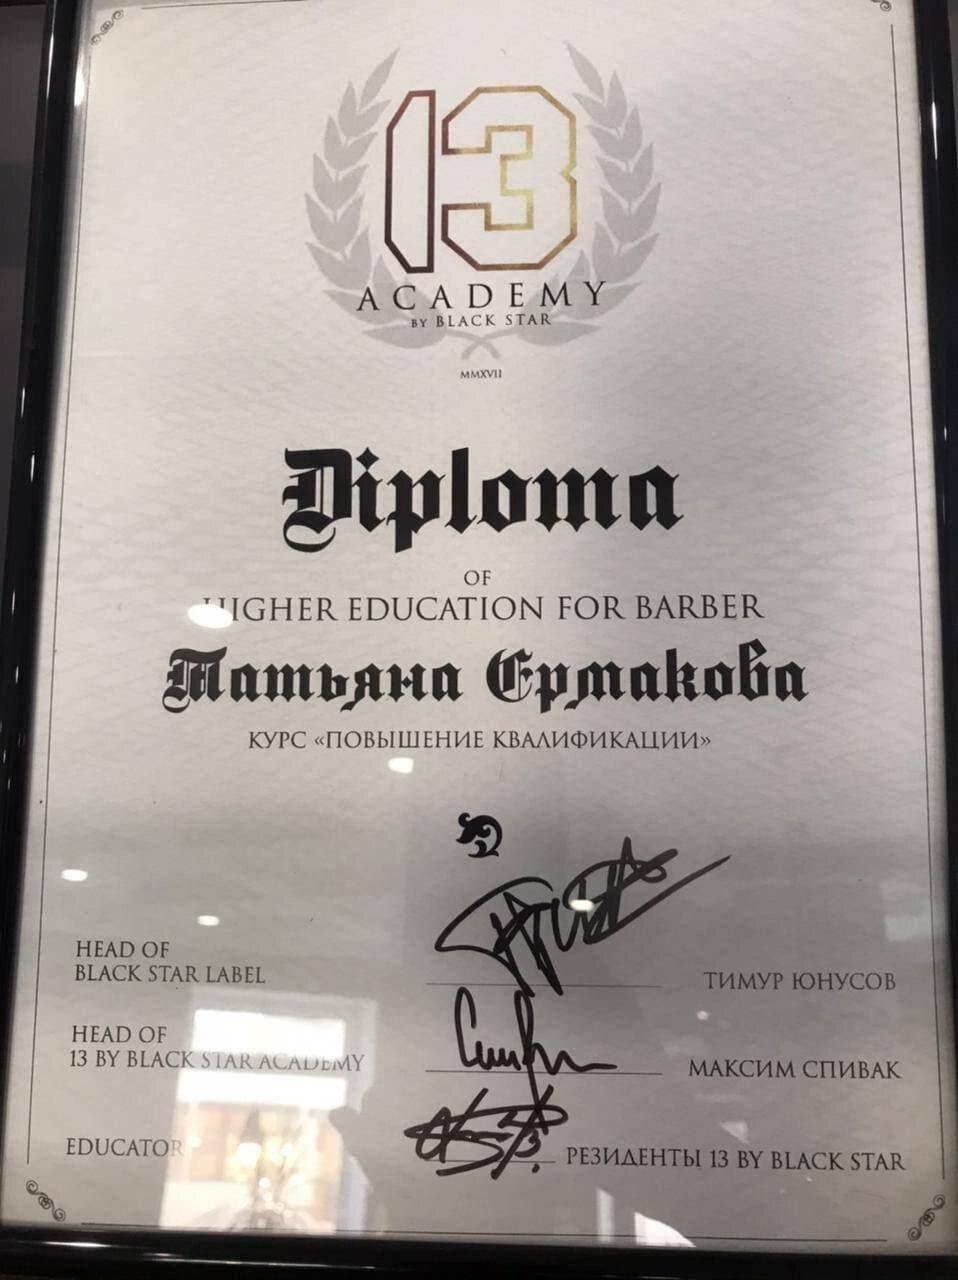 13
ACADEMY
BY BLACK STAR
MMXVII
Diploma
OF
HIGHER EDUCATION FOR BARBER
Татьяна Ермакова
КУРС «ПОВЫШЕНИЕ КВАЛИФИКАЦИИ»
HEAD OF
BLACK STAR LABEL
ТИМУР ЮНУСОВ
HEAD OF
13 BY BLACK STAR ACADEMY
МАКСИМ СПИВАК
EDUCATOR
РЕЗИДЕНТЫ 13 BY BLACK STAR